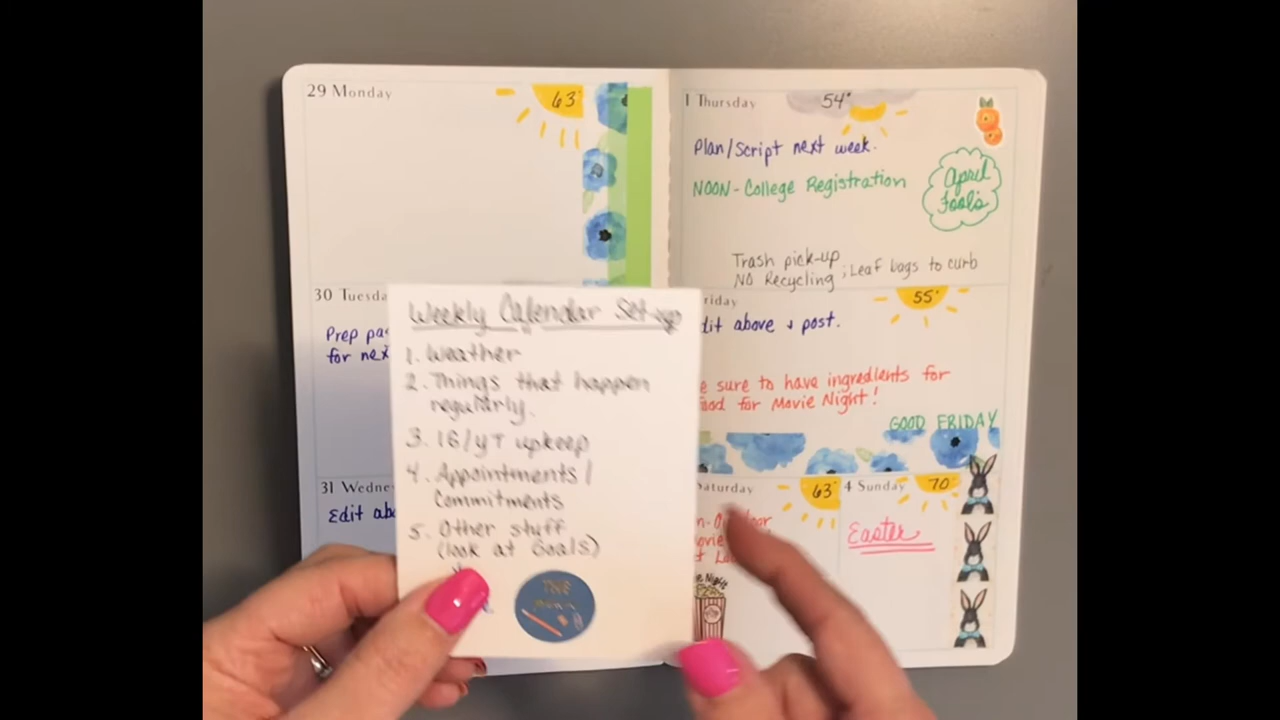 29 Monday
63°
30 Tuesda
Prep pa
for nex
31 Wednes
Edit ab
Weekly Calendar Set-up
1. Weather
2. Things that happen
regularly.
3. IG/YT upkeep
4. Appointments/
Commitments
5. Other stuff
(look at Goals)
1 Thursday
54°
Plan/Script next week.
NOON - College Registration
April
Fool's
Trash pick-up
NO Recycling ; Leaf bags to curb
riday
55°
dit above + post.
e sure to have ingredients for
ood for Movie Night!
GOOD FRIDAY
Saturday
63°
Night
4 Sunday
70
Easter